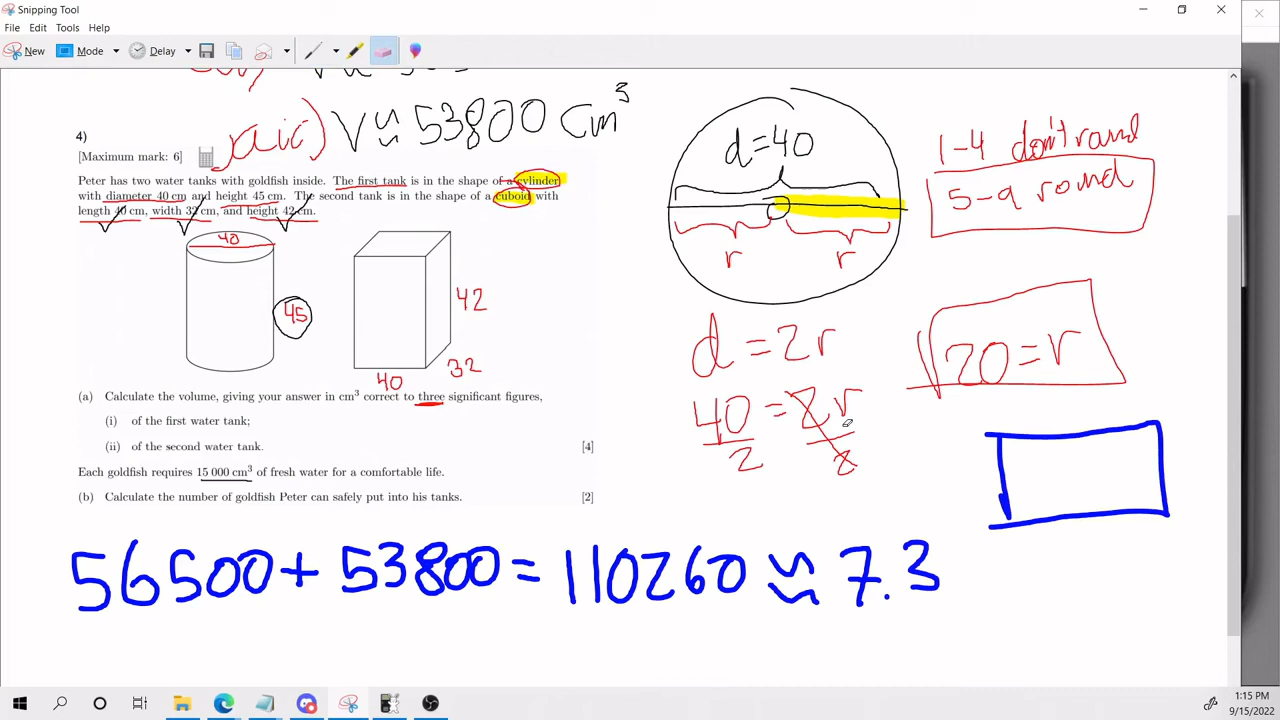 Snipping Tool
File Edit Tools Help
New Mode Delay
a(ii) V ≈ 53800 cm³
4)
[Maximum mark: 6]
Peter has two water tanks with goldfish inside. The first tank is in the shape of a cylinder
with diameter 40 cm and height 45 cm. The second tank is in the shape of a cuboid with
length 40 cm, width 32 cm, and height 42 cm.
40
45
42
32
40
(a) Calculate the volume, giving your answer in cm³ correct to three significant figures,
(i) of the first water tank;
(ii) of the second water tank. [4]
Each goldfish requires 15 000 cm³ of fresh water for a comfortable life.
(b) Calculate the number of goldfish Peter can safely put into his tanks. [2]
d=40
r r
d = 2r
40 = 2r
2 2
1-4 don't round
5-9 round
20 = r
56500 + 53800 = 110260 ≈ 7.3
1:15 PM
9/15/2022